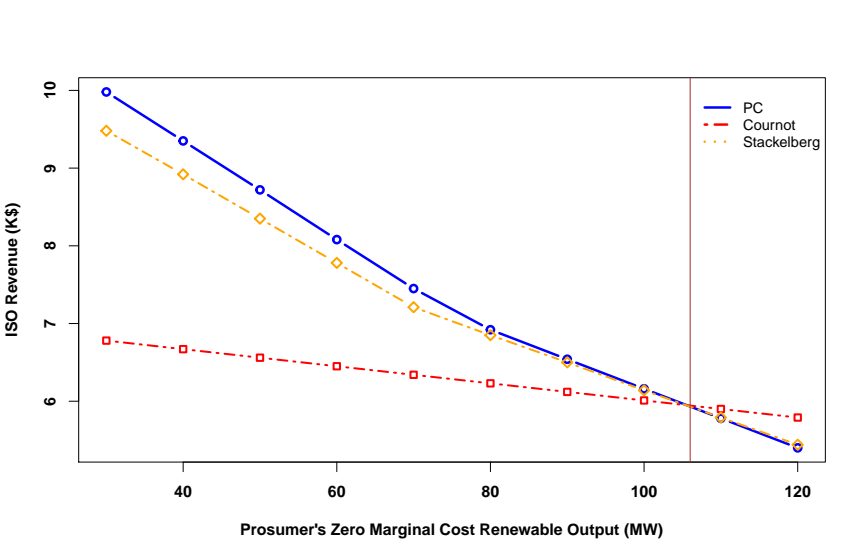 ISO Revenue (K$)
10
9
8
7
6
PC
Cournot
Stackelberg
40 60 80 100 120
Prosumer's Zero Marginal Cost Renewable Output (MW)